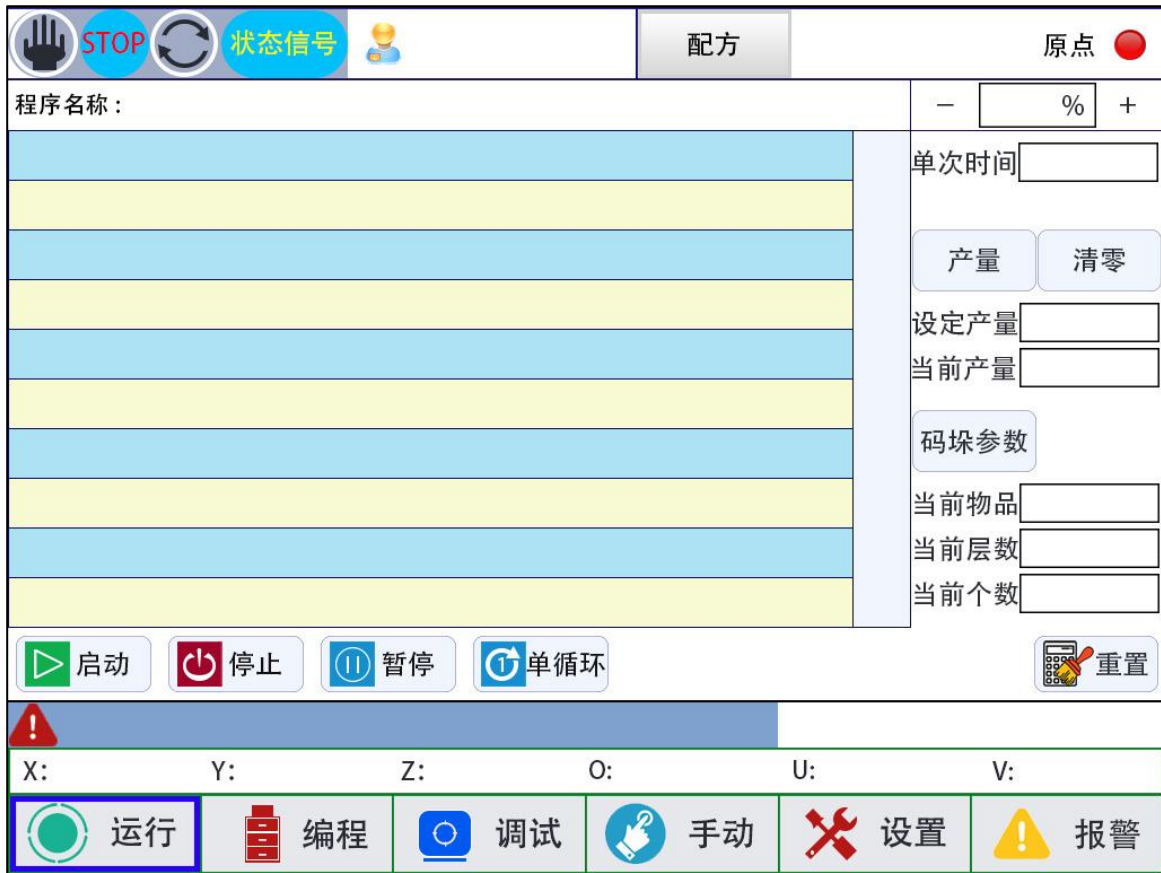 STOP 状态信号 配方 原点
程序名称： － % +
单次时间
产量 清零
设定产量
当前产量
码垛参数
当前物品
当前层数
当前个数
启动 停止 暂停 1 单循环 重置
!
X: Y: Z: O: U: V:
运行 编程 调试 手动 设置 ! 报警